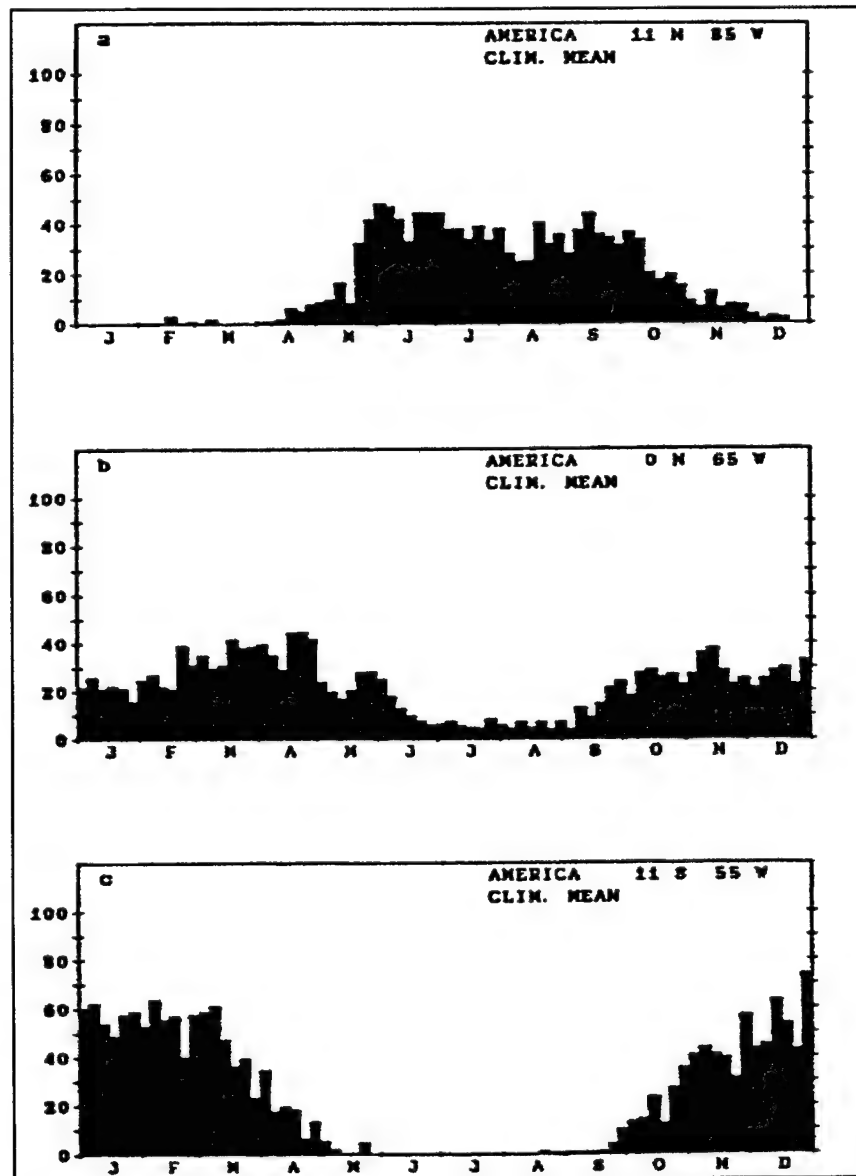 a AMERICA 11 N 85 W
CLIM. MEAN
100
80
60
40
20
0
J F M A M J J A S O N D
b AMERICA 0 N 65 W
CLIM. MEAN
100
80
60
40
20
0
J F M A M J J A S O N D
c AMERICA 11 S 55 W
CLIM. MEAN
100
80
60
40
20
0
J F M A M J J A S O N D